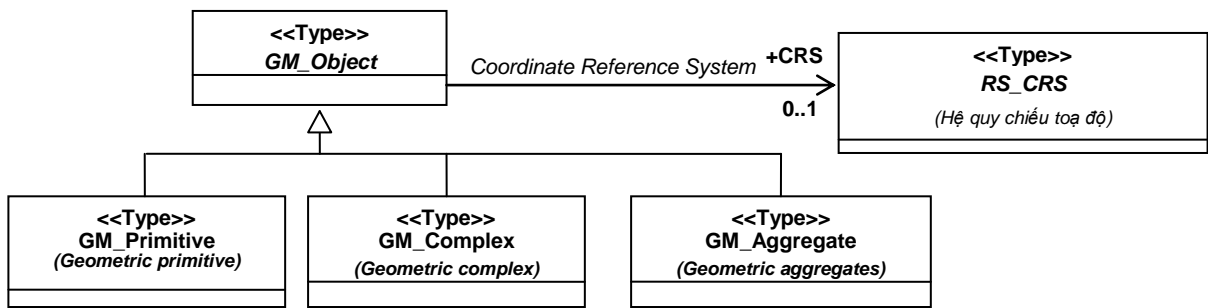 <<Type>>
GM_Object
Coordinate Reference System
+CRS
0..1
<<Type>>
RS_CRS
(Hệ quy chiếu toạ độ)
<<Type>>
GM_Primitive
(Geometric primitive)
<<Type>>
GM_Complex
(Geometric complex)
<<Type>>
GM_Aggregate
(Geometric aggregates)